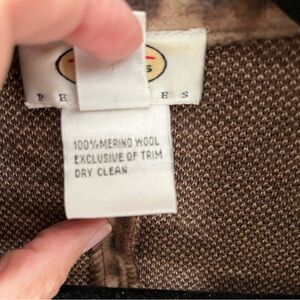 P E
E S
100% MERINO WOOL
EXCLUSIVE OF TRIM
DRY CLEAN